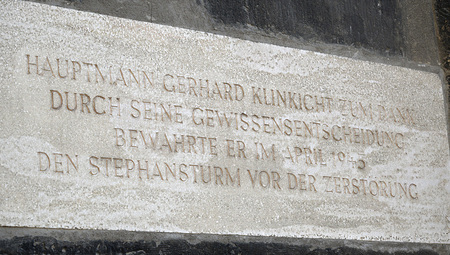 HAUPTMANN GERHARD KLINKICHT ZUM DANK
DURCH SEINE GEWISSENSENTSCHEIDUNG
BEWAHRTE ER IM APRIL 1945
DEN STEPHANSTURM VOR DER ZERSTÖRUNG